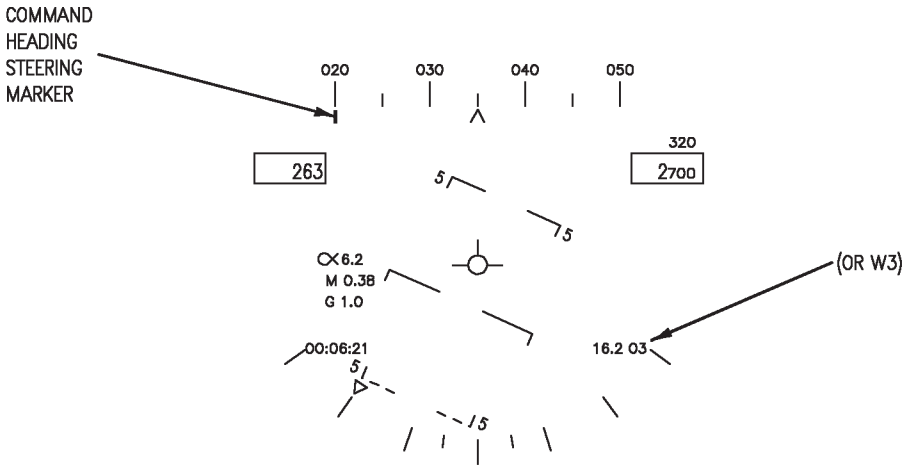 COMMAND
HEADING
STEERING
MARKER
020 030 040 050
320
263
2700
5
5
α 6.2
M 0.38
G 1.0
(OR W3)
00:06:21
16.2 03
5
5